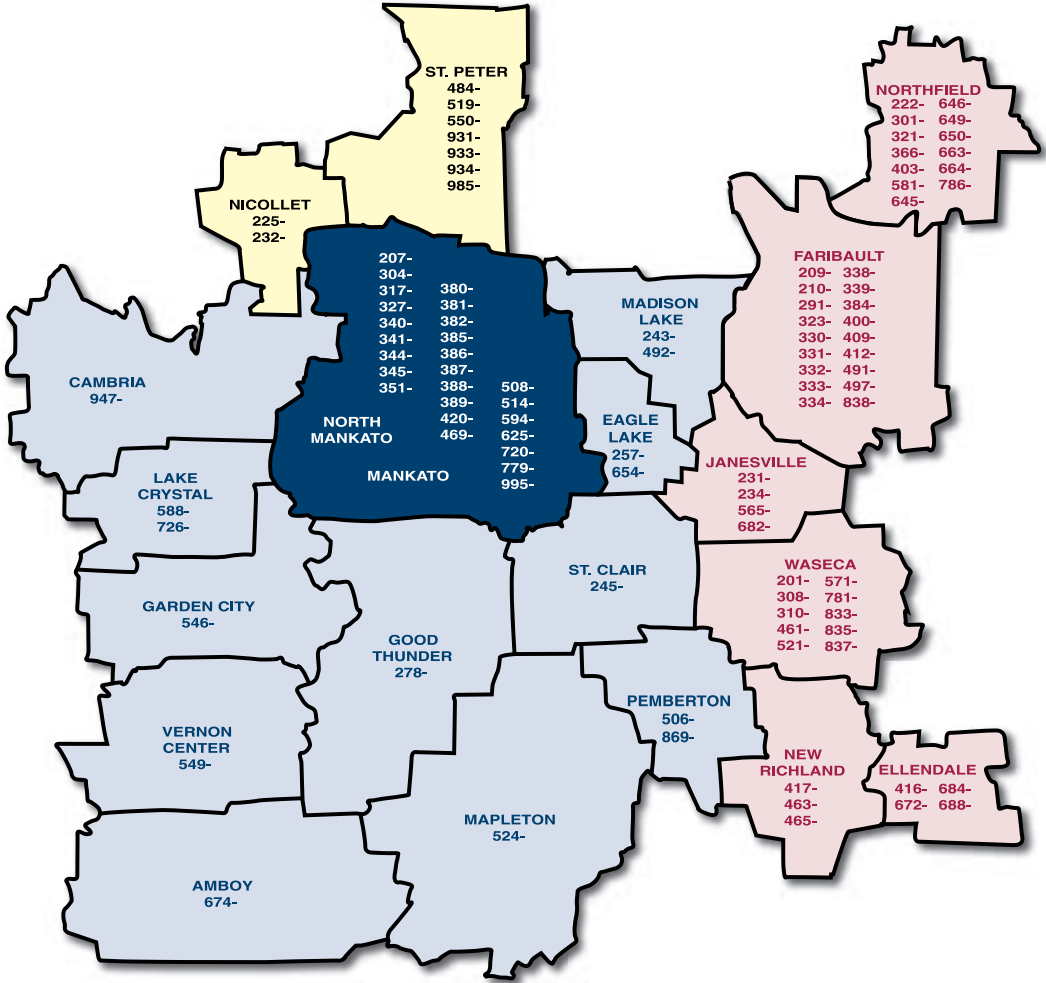 ST. PETER
484-
519-
550-
931-
933-
934-
985-
NORTHFIELD
222- 646-
301- 649-
321- 650-
366- 663-
403- 664-
581- 786-
645-
NICOLLET
225-
232-
207-
304-
317-
327-
340-
341-
344-
345-
351-
380-
381-
382-
385-
386-
387-
388-
389-
420-
469-
508-
514-
594-
625-
720-
779-
995-
NORTH
MANKATO
MANKATO
MADISON
LAKE
243-
492-
FARIBAULT
209- 338-
210- 339-
291- 384-
323- 400-
330- 409-
331- 412-
332- 491-
333- 497-
334- 838-
CAMBRIA
947-
EAGLE
LAKE
257-
654-
JANESVILLE
231-
234-
565-
682-
LAKE
CRYSTAL
588-
726-
ST. CLAIR
245-
WASECA
201- 571-
308- 781-
310- 833-
461- 835-
521- 837-
GARDEN CITY
546-
GOOD
THUNDER
278-
PEMBERTON
506-
869-
VERNON
CENTER
549-
NEW
RICHLAND
417-
463-
465-
ELLENDALE
416- 684-
672- 688-
MAPLETON
524-
AMBOY
674-